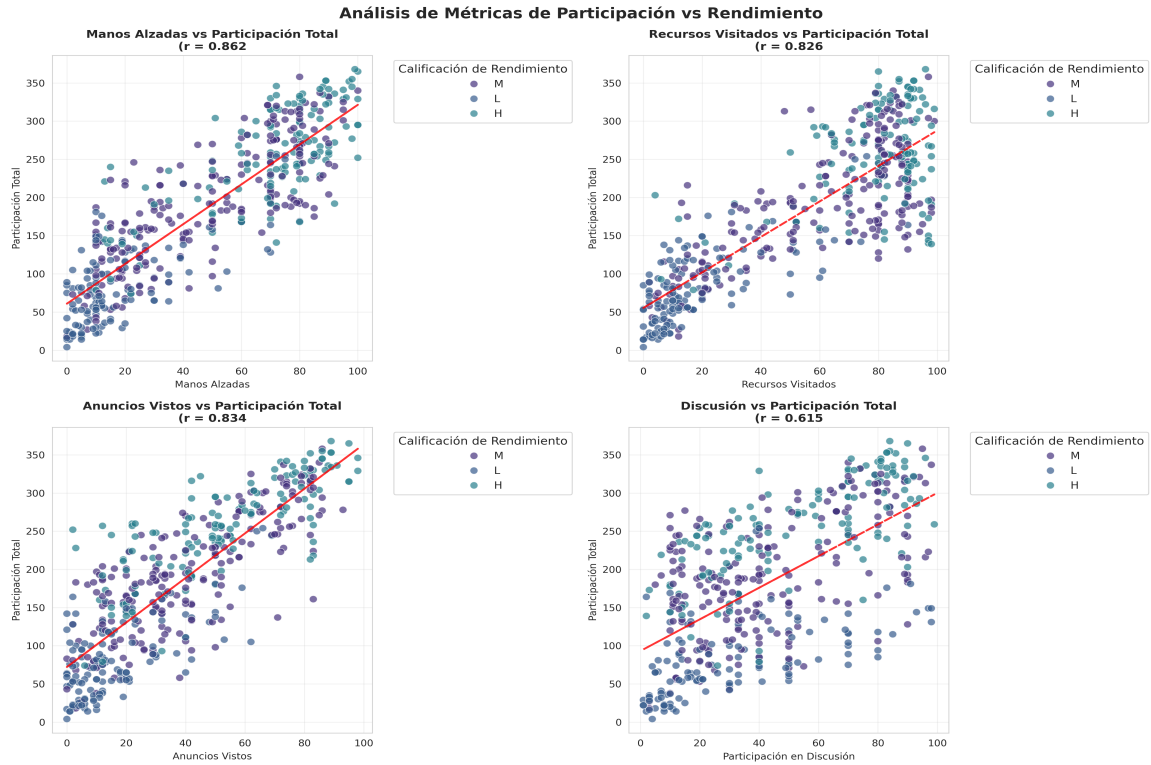 Análisis de Métricas de Participación vs Rendimiento
Manos Alzadas vs Participación Total
(r = 0.862
350
300
250
200
150
100
50
0
Participación Total
0 20 40 60 80 100
Manos Alzadas
Calificación de Rendimiento
M
L
H
Recursos Visitados vs Participación Total
(r = 0.826
350
300
250
200
150
100
50
0
Participación Total
0 20 40 60 80 100
Recursos Visitados
Calificación de Rendimiento
M
L
H
Anuncios Vistos vs Participación Total
(r = 0.834
350
300
250
200
150
100
50
0
Participación Total
0 20 40 60 80 100
Anuncios Vistos
Calificación de Rendimiento
M
L
H
Discusión vs Participación Total
(r = 0.615
350
300
250
200
150
100
50
0
Participación Total
0 20 40 60 80 100
Participación en Discusión
Calificación de Rendimiento
M
L
H